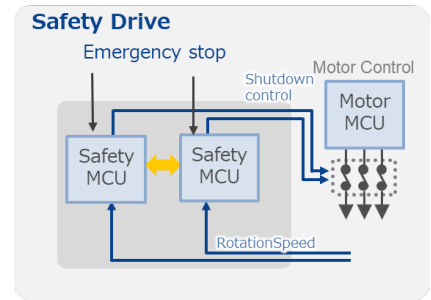 Safety Drive
Emergency stop
Shutdown
control
Motor Control
Motor
MCU
Safety
MCU
Safety
MCU
RotationSpeed